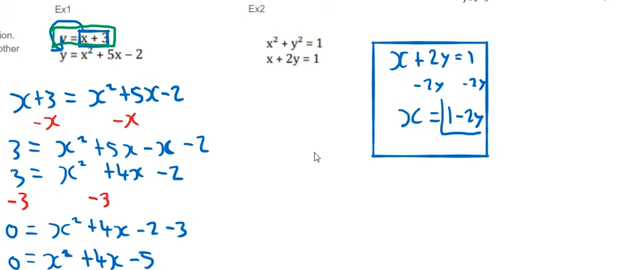 Ex1
Ex2
ion.
other
y = x + 3
y = x² + 5x − 2
x² + y² = 1
x + 2y = 1
x+3 = x²+5x-2
-x -x
3 = x² +5x -x -2
3 = x² +4x -2
-3 -3
0 = x² +4x -2 -3
0 = x² +4x -5
x + 2y = 1
-2y -2y
x = 1-2y